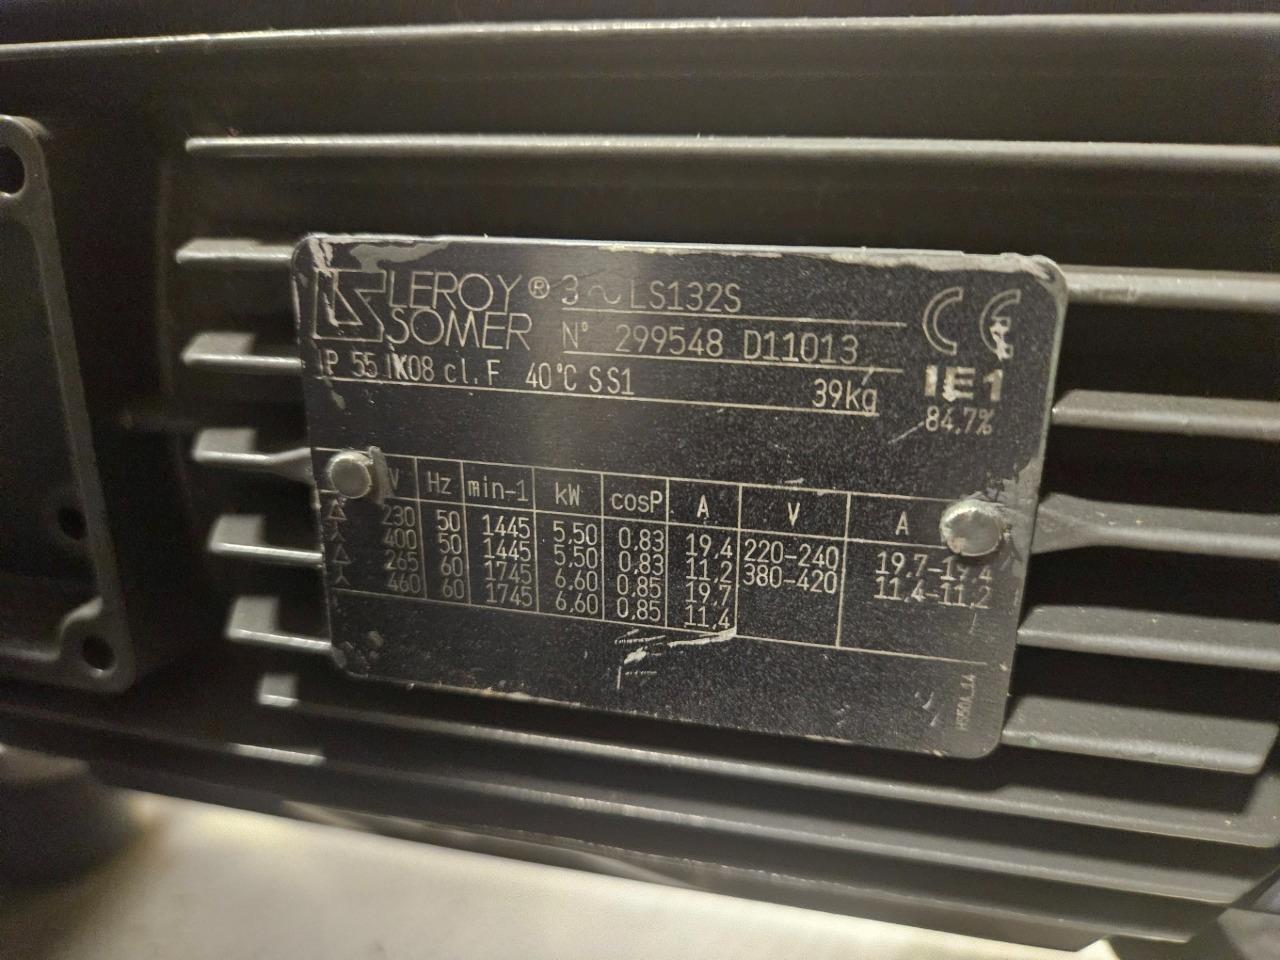 LEROY® 3~ LS132S
SOMER N° 299548 D11013
IP 55 IK08 cl.F 40°C SS1 39kg
CE
IE1
84,7%
V Hz min-1 kW cosP A V A
△ 230 50 1445 5,50 0,83 19,4 220-240 19.7-19.4
Y 400 50 1445 5,50 0,83 11,2 380-420 11.4-11.2
△ 265 60 1745 6,60 0,85 19,7
Y 460 60 1745 6,60 0,85 11,4